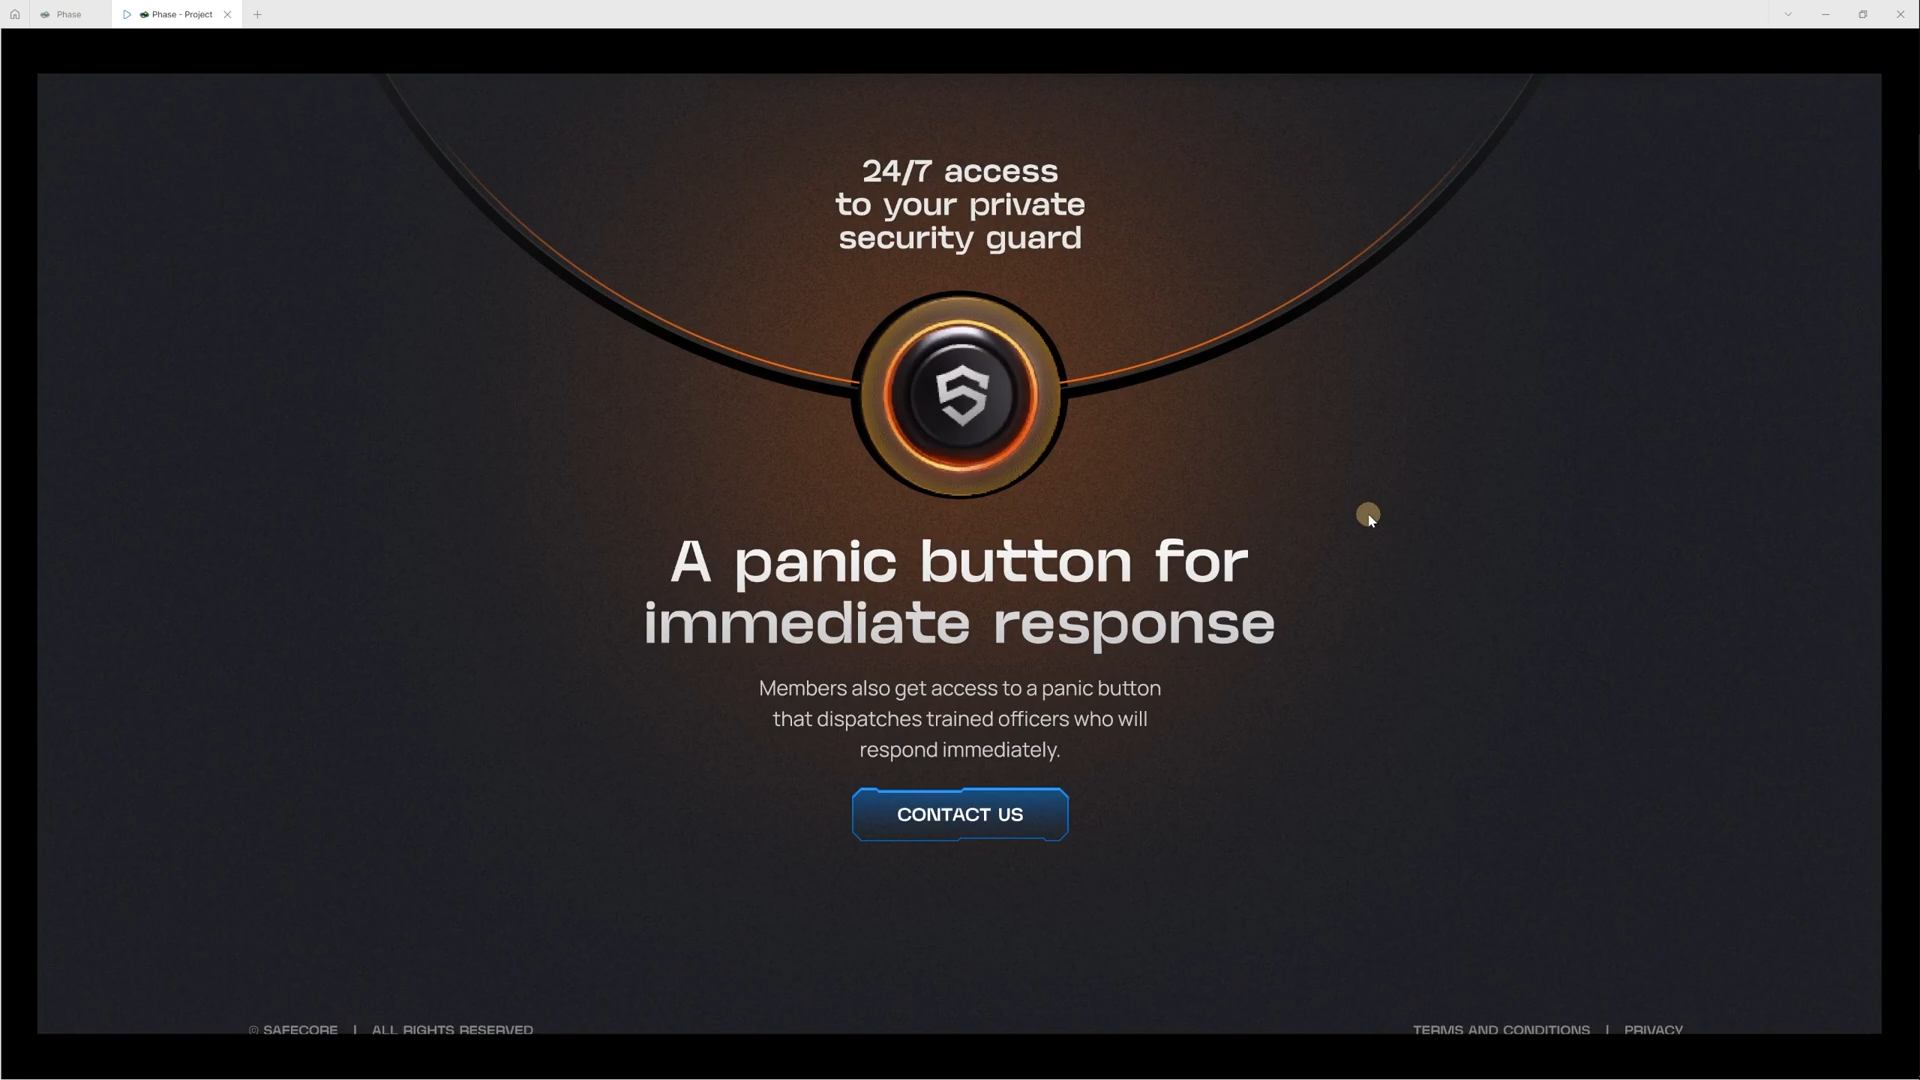 Phase
Phase - Project
24/7 access
to your private
security guard
A panic button for
immediate response
Members also get access to a panic button
that dispatches trained officers who will
respond immediately.
CONTACT US
© SAFECORE | ALL RIGHTS RESERVED
TERMS AND CONDITIONS | PRIVACY